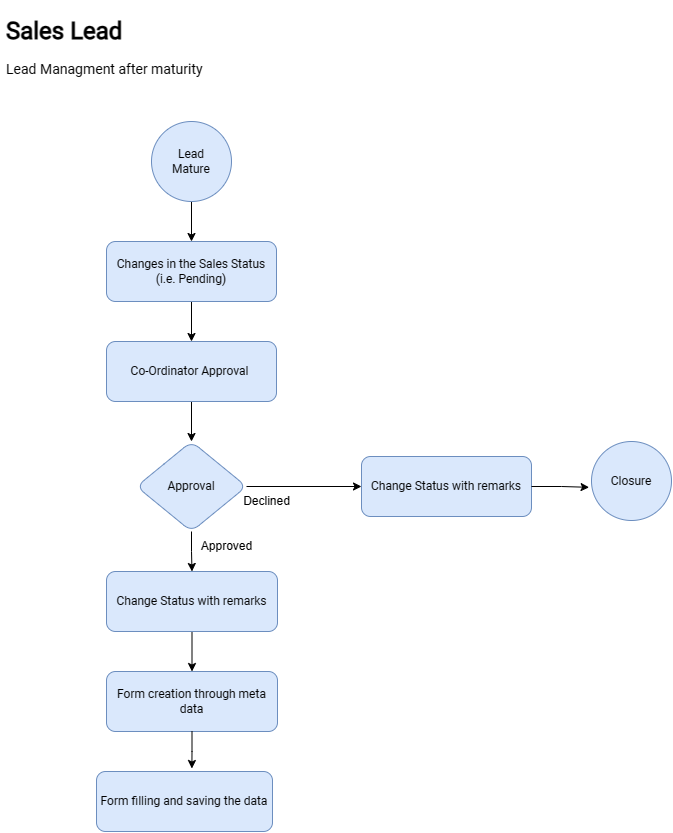 Sales Lead
Lead Managment after maturity
Lead
Mature
Changes in the Sales Status
(i.e. Pending)
Co-Ordinator Approval
Approval
Declined
Change Status with remarks
Closure
Approved
Change Status with remarks
Form creation through meta
data
Form filling and saving the data